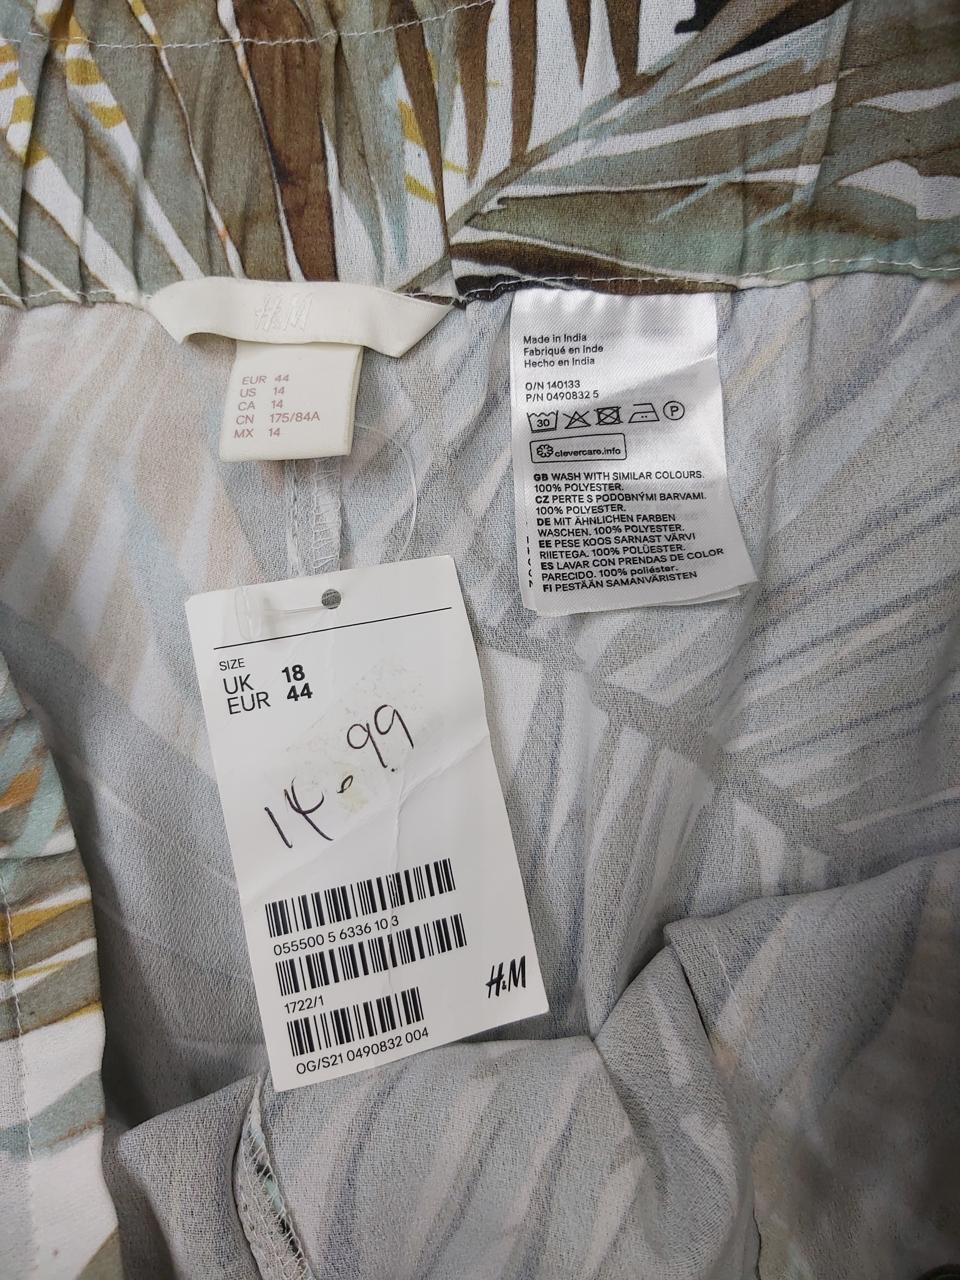 H&M
EUR 44
US 14
CA 14
CN 175/84A
MX 14
Made in India
Fabriqué en Inde
Hecho en India
O/N 140133
P/N 0490832 5
30
P
clevercare.info
GB WASH WITH SIMILAR COLOURS.
100% POLYESTER.
CZ PERTE S PODOBNÝMI BARVAMI.
100% POLYESTER.
DE MIT ÄHNLICHEN FARBEN
WASCHEN. 100% POLYESTER.
EE PESE KOOS SARNAST VÄRVI
RIIETEGA. 100% POLÜESTER.
ES LAVAR CON PRENDAS DE COLOR
PARECIDO. 100% poliéster.
FI PESTÄÄN SAMANVÄRISTEN
SIZE
UK 18
EUR 44
14.99
055500 5 6336 10 3
1722/1
H&M
OG/S21 0490832 004